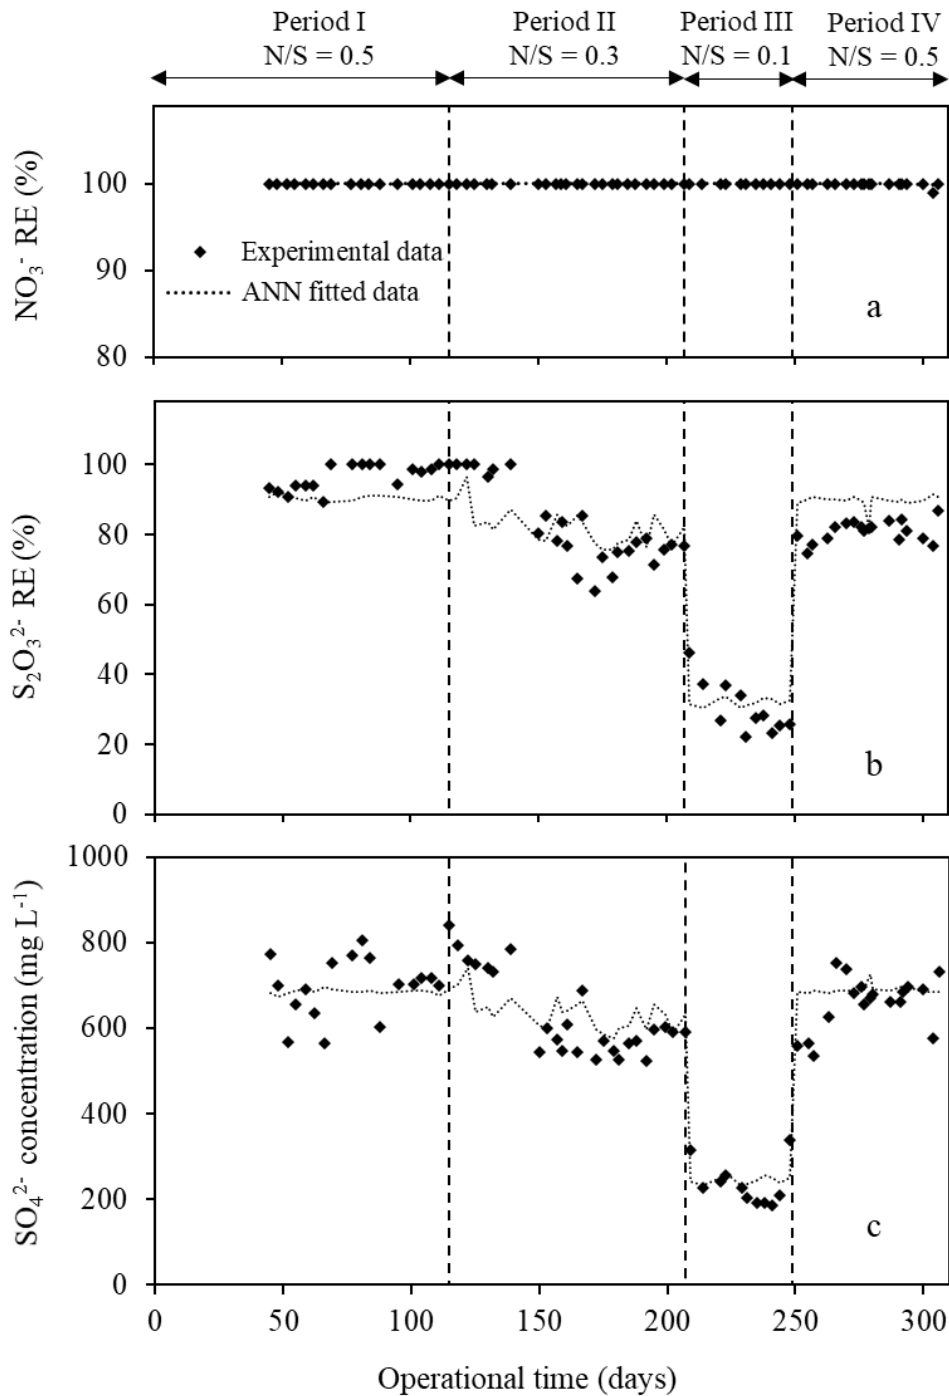 Period I Period II Period III Period IV
N/S = 0.5 N/S = 0.3 N/S = 0.1 N/S = 0.5
NO₃⁻ RE (%)
100
90
80
Experimental data
ANN fitted data
a
S₂O₃²⁻ RE (%)
100
80
60
40
20
0
b
SO₄²⁻ concentration (mg L⁻¹)
1000
800
600
400
200
0
c
0 50 100 150 200 250 300
Operational time (days)